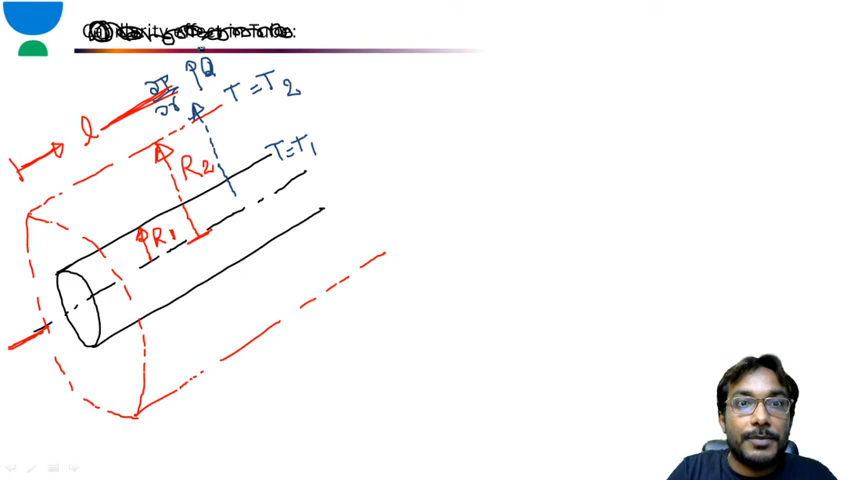 Q
∂T/∂r
T = T2
l
T=T1
R2
R1